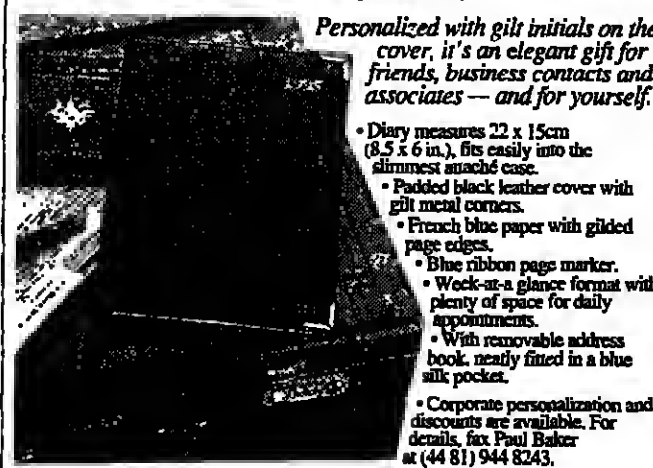 Personalized with gilt initials on the
cover, it's an elegant gift for
friends, business contacts and
associates — and for yourself.
• Diary measures 22 x 15cm
(8.5 x 6 in.), fits easily into the
slimmest attaché case.
• Padded black leather cover with
gilt metal corners.
• French blue paper with gilded
page edges.
• Blue ribbon page marker.
• Week-at-a glance format with
plenty of space for daily
appointments.
• With removable address
book, neatly fitted in a blue
silk pocket.
• Corporate personalization and
discounts are available. For
details, fax Paul Baker
at (44 81) 944 8243.